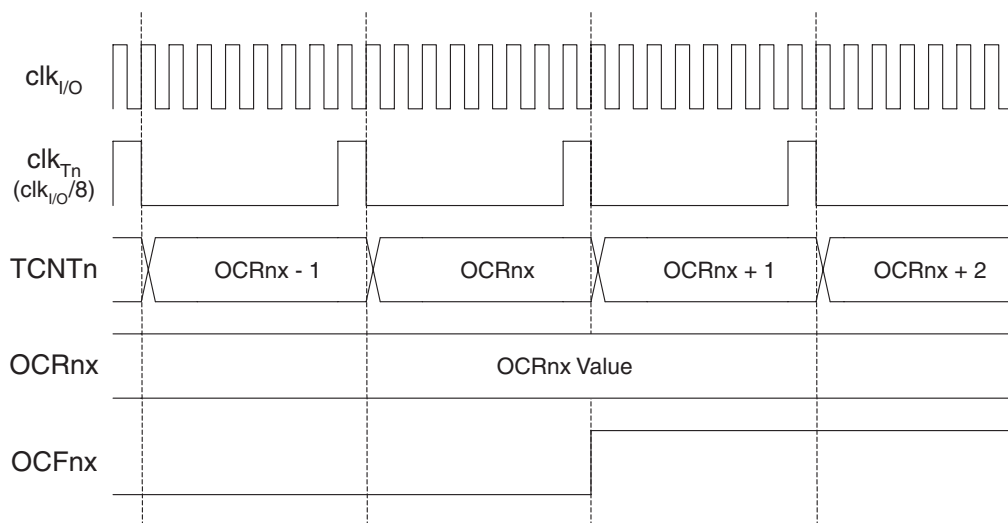 clkI/O
clkTn
(clkI/O/8)
TCNTn
OCRnx - 1
OCRnx
OCRnx + 1
OCRnx + 2
OCRnx
OCRnx Value
OCFnx